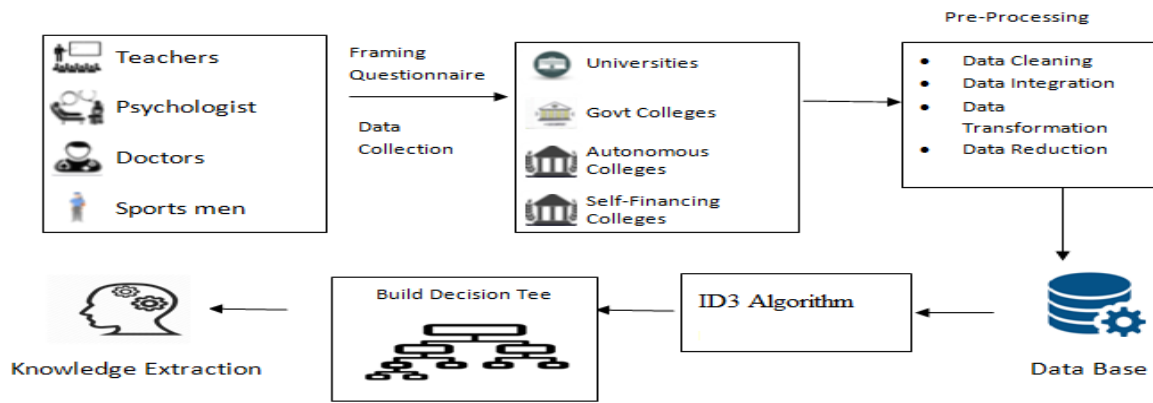 Pre-Processing
Teachers
Psychologist
Doctors
Sports men
Framing
Questionnaire
Data
Collection
Universities
Govt Colleges
Autonomous
Colleges
Self-Financing
Colleges
• Data Cleaning
• Data Integration
• Data
Transformation
• Data Reduction
Data Base
ID3 Algorithm
Build Decision Tee
Knowledge Extraction